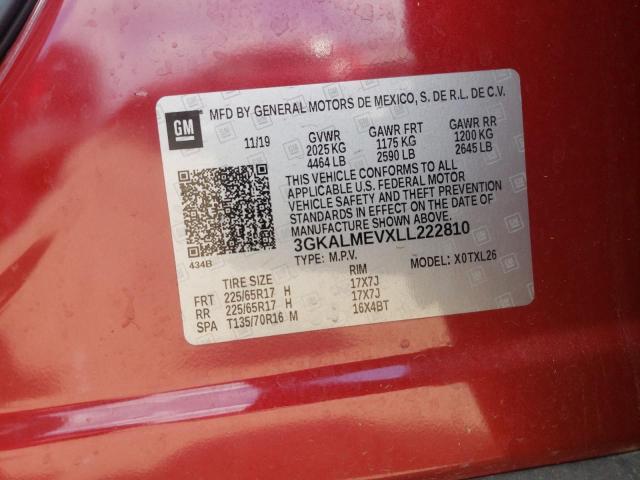 MFD BY GENERAL MOTORS DE MEXICO, S. DE R.L. DE C.V.
GM
11/19 GVWR GAWR FRT GAWR RR
2025 KG 1175 KG 1200 KG
4464 LB 2590 LB 2645 LB
THIS VEHICLE CONFORMS TO ALL
APPLICABLE U.S. FEDERAL MOTOR
VEHICLE SAFETY AND THEFT PREVENTION
STANDARDS IN EFFECT ON THE DATE OF
MANUFACTURE SHOWN ABOVE.
3GKALMEVXLL222810
434B
TYPE: M.P.V. MODEL: X0TXL26
TIRE SIZE RIM
FRT 225/65R17 H 17X7J
RR 225/65R17 H 17X7J
SPA T135/70R16 M 16X4BT